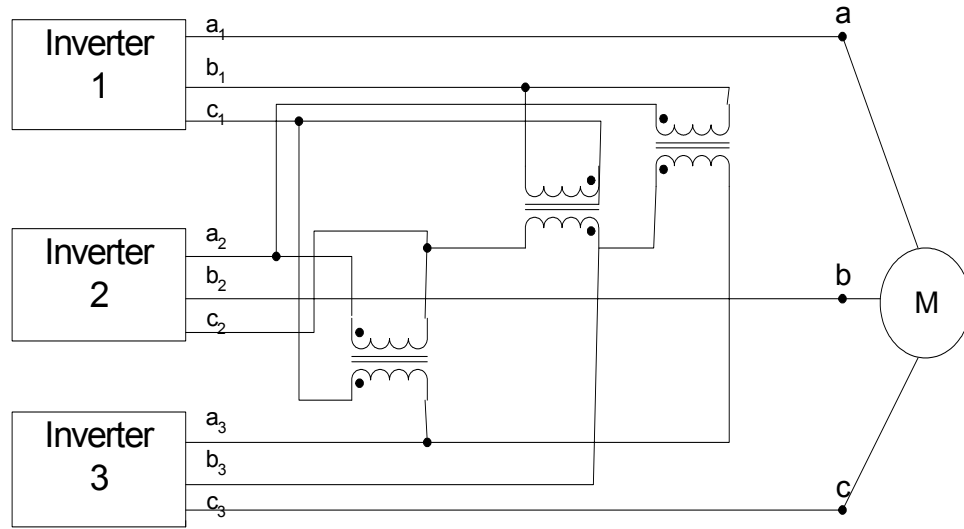 Inverter
1
a₁
b₁
c₁
a
Inverter
2
a₂
b₂
c₂
b
M
Inverter
3
a₃
b₃
c₃
c